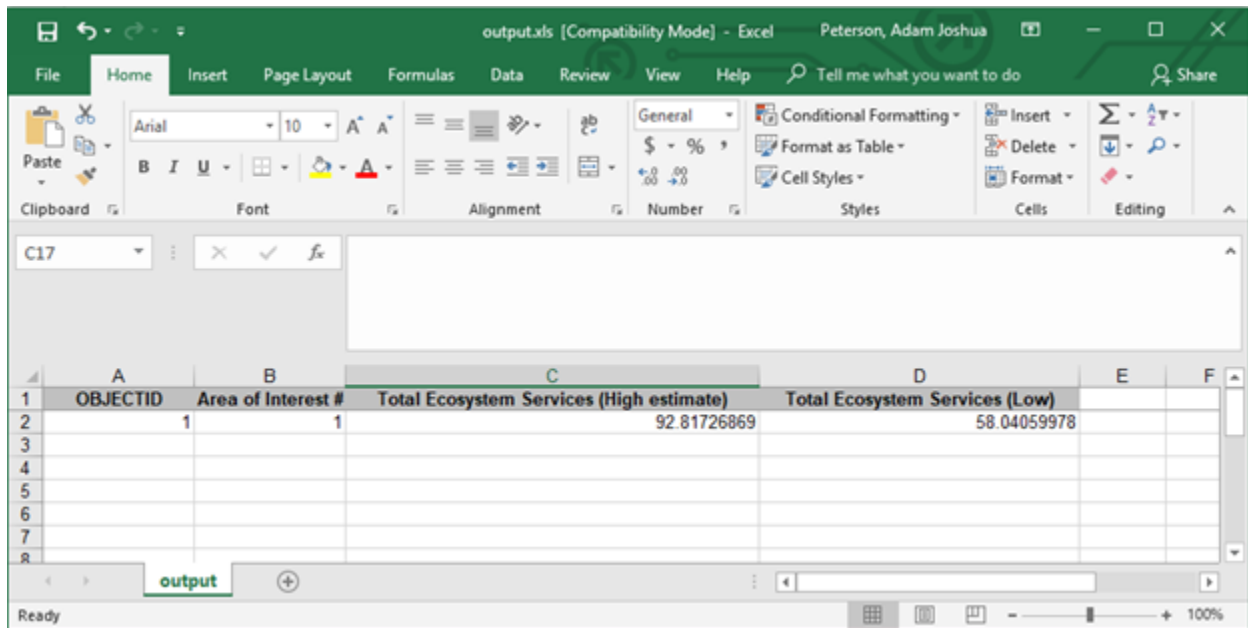 output.xls [Compatibility Mode] - Excel Peterson, Adam Joshua
File Home Insert Page Layout Formulas Data Review View Help Tell me what you want to do Share
Paste
Arial 10 A A
B I U A
ab
General
$ % ,
.00 .0
Conditional Formatting
Format as Table
Cell Styles
Insert
Delete
Format
Clipboard Font Alignment Number Styles Cells Editing
C17 fx
A B C D E F
1 OBJECTID Area of Interest # Total Ecosystem Services (High estimate) Total Ecosystem Services (Low)
2 1 1 92.81726869 58.04059978
3
4
5
6
7
8
output
Ready 100%